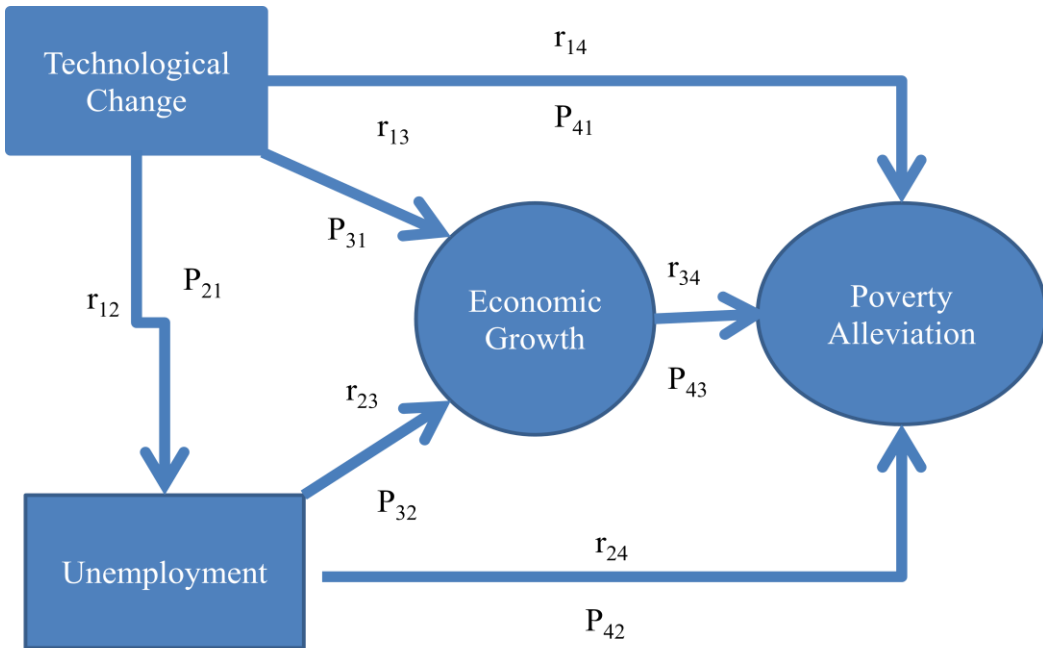 Technological
Change
r₁₄
P₄₁
r₁₃
P₃₁
r₁₂
P₂₁
Economic
Growth
r₃₄
P₄₃
Poverty
Alleviation
r₂₃
P₃₂
Unemployment
r₂₄
P₄₂